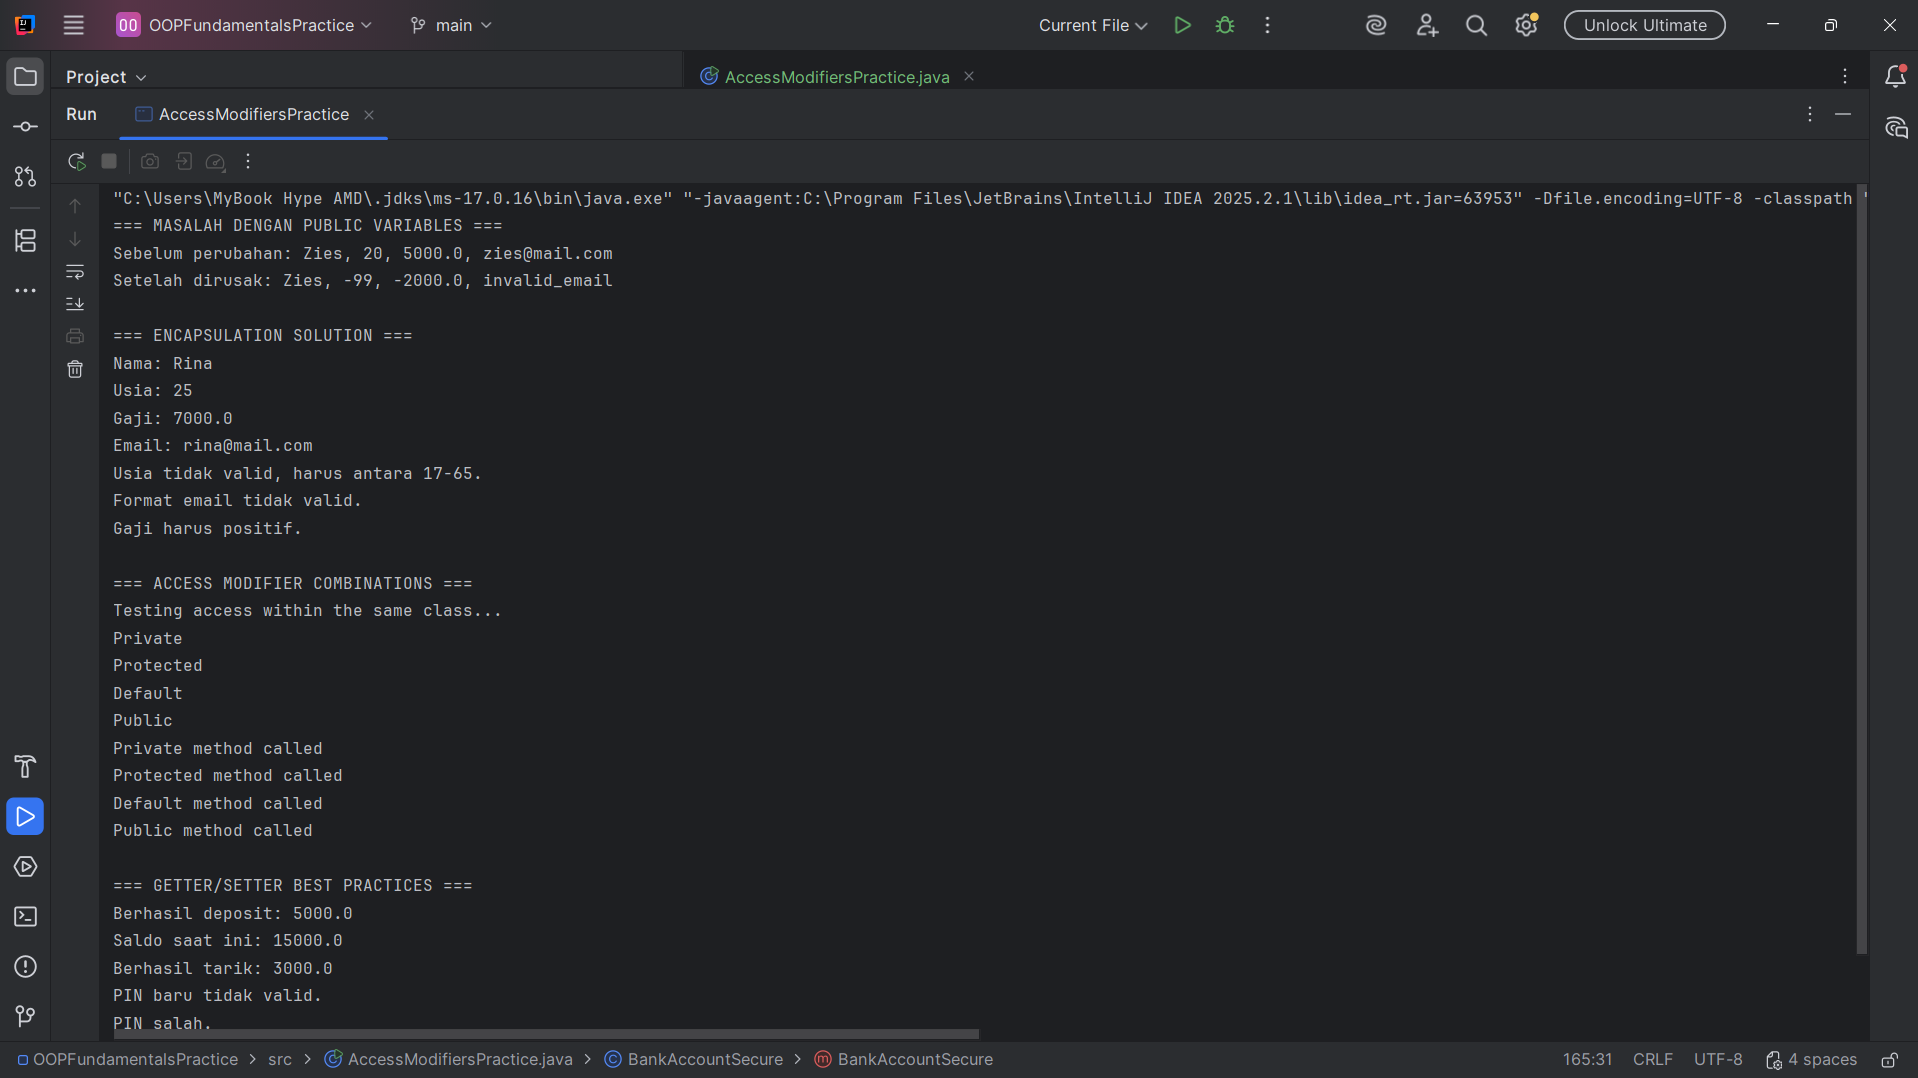 OO OOPFundamentalsPractice main Current File Unlock Ultimate
Project AccessModifiersPractice.java
Run AccessModifiersPractice
"C:\Users\MyBook Hype AMD\.jdks\ms-17.0.16\bin\java.exe" "-javaagent:C:\Program Files\JetBrains\IntelliJ IDEA 2025.2.1\lib\idea_rt.jar=63953" -Dfile.encoding=UTF-8 -classpath "
=== MASALAH DENGAN PUBLIC VARIABLES ===
Sebelum perubahan: Zies, 20, 5000.0, zies@mail.com
Setelah dirusak: Zies, -99, -2000.0, invalid_email
=== ENCAPSULATION SOLUTION ===
Nama: Rina
Usia: 25
Gaji: 7000.0
Email: rina@mail.com
Usia tidak valid, harus antara 17-65.
Format email tidak valid.
Gaji harus positif.
=== ACCESS MODIFIER COMBINATIONS ===
Testing access within the same class...
Private
Protected
Default
Public
Private method called
Protected method called
Default method called
Public method called
=== GETTER/SETTER BEST PRACTICES ===
Berhasil deposit: 5000.0
Saldo saat ini: 15000.0
Berhasil tarik: 3000.0
PIN baru tidak valid.
PIN salah.
OOPFundamentalsPractice > src > AccessModifiersPractice.java > BankAccountSecure > BankAccountSecure 165:31 CRLF UTF-8 4 spaces